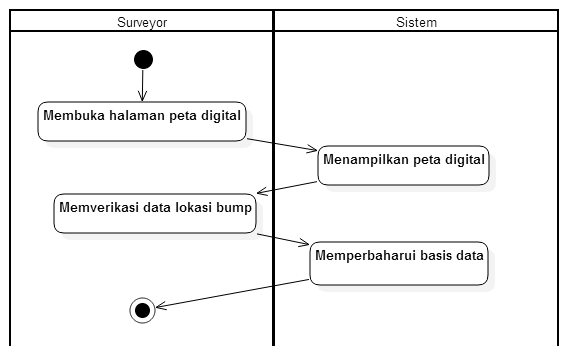 Surveyor
Sistem
Membuka halaman peta digital
Menampilkan peta digital
Memverikasi data lokasi bump
Memperbaharui basis data